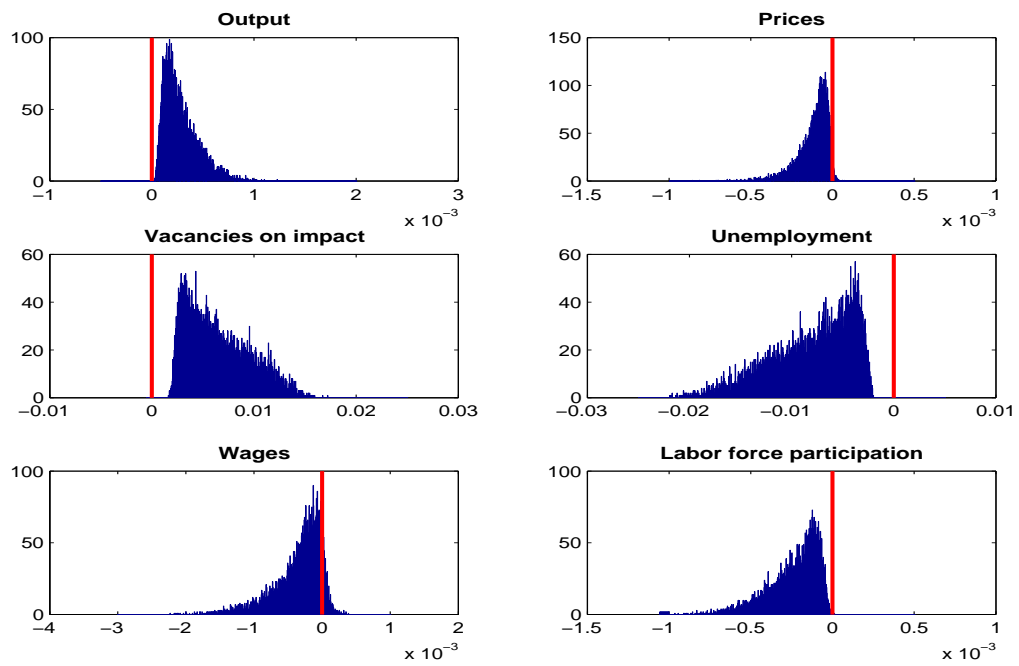 Output
100
50
0
−1 0 1 2 3
x 10−3
Prices
150
100
50
0
−1.5 −1 −0.5 0 0.5 1
x 10−3
Vacancies on impact
60
40
20
0
−0.01 0 0.01 0.02 0.03
Unemployment
60
40
20
0
−0.03 −0.02 −0.01 0 0.01
Wages
100
50
0
−4 −3 −2 −1 0 1 2
x 10−3
Labor force participation
100
50
0
−1.5 −1 −0.5 0 0.5 1
x 10−3